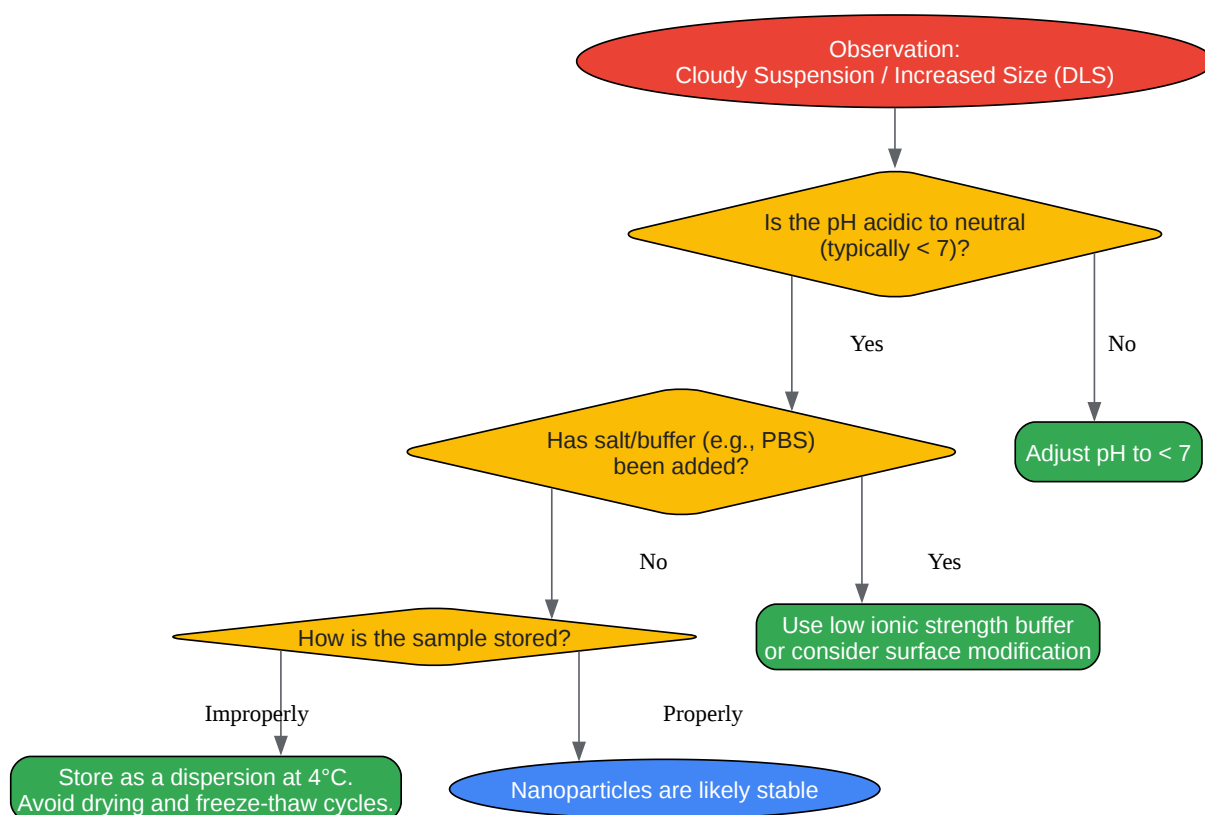 Observation:
Cloudy Suspension / Increased Size (DLS)
Is the pH acidic to neutral
(typically < 7)?
Yes
No
Has salt/buffer (e.g., PBS)
been added?
Adjust pH to < 7
No
Yes
How is the sample stored?
Use low ionic strength buffer
or consider surface modification
Improperly
Properly
Store as a dispersion at 4°C.
Avoid drying and freeze-thaw cycles.
Nanoparticles are likely stable